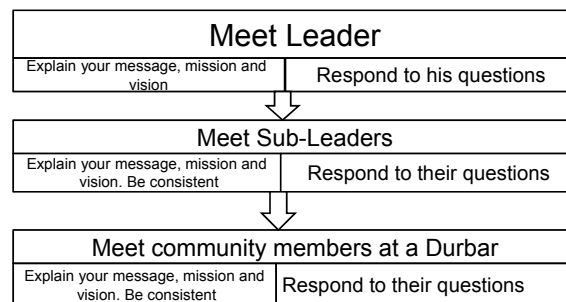 Meet Leader
Explain your message, mission and
vision
Respond to his questions
Meet Sub-Leaders
Explain your message, mission and
vision. Be consistent
Respond to their questions
Meet community members at a Durbar
Explain your message, mission and
vision. Be consistent
Respond to their questions